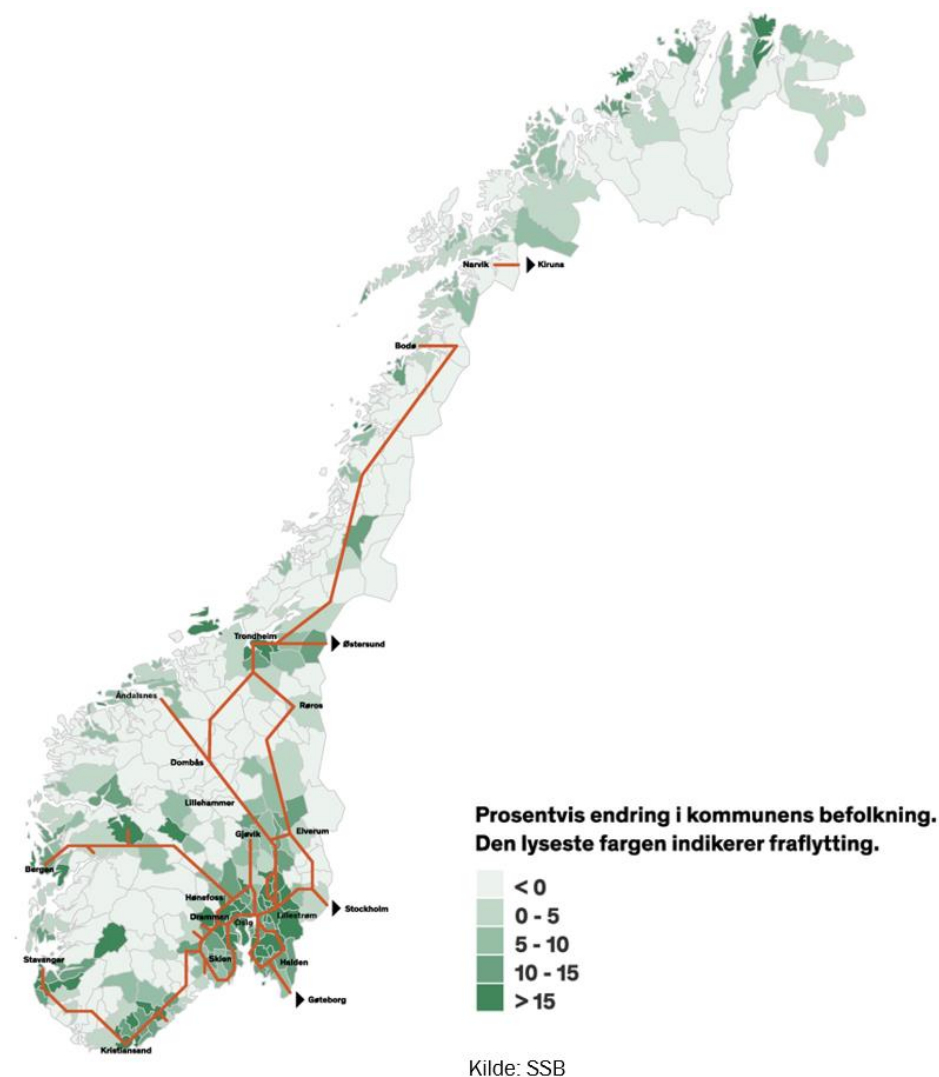 Narvik
Kiruna
Bodø
Trondheim
Østersund
Åndalsnes
Røros
Dombås
Lillehammer
Gjøvik
Elverum
Bergen
Hønefoss
Drammen
Oslo
Lillestrøm
Stockholm
Stavanger
Skien
Halden
Gøteborg
Kristiansand
Prosentvis endring i kommunens befolkning.
Den lyseste fargen indikerer fraflytting.
< 0
0 - 5
5 - 10
10 - 15
> 15
Kilde: SSB